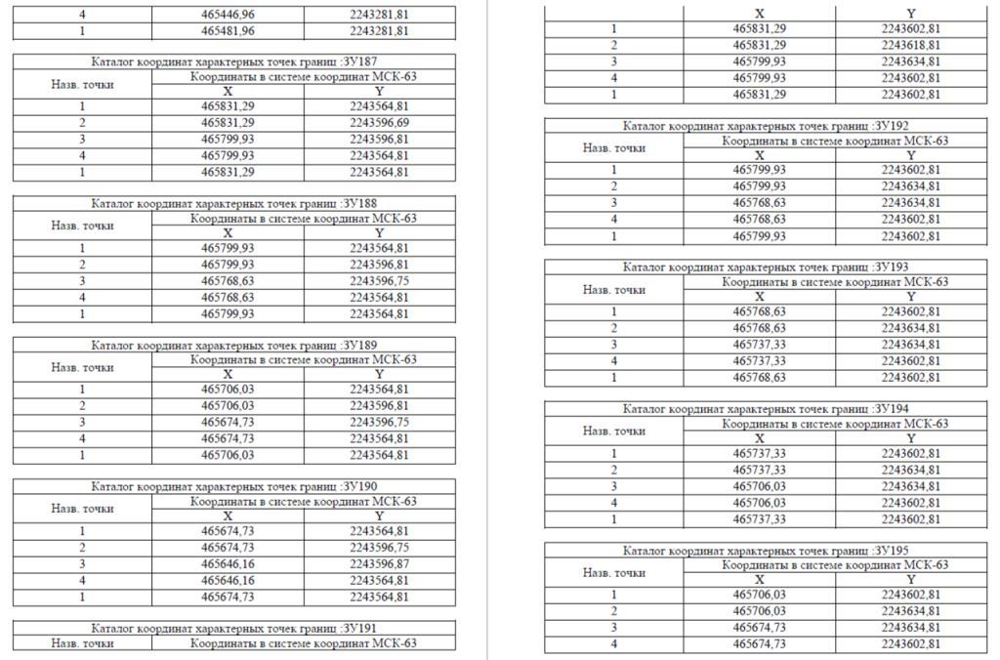 4 465446,96 2243281,81
1 465481,96 2243281,81
Каталог координат характерных точек границ :ЗУ187
Назв. точки Координаты в системе координат МСК-63
X Y
1 465831,29 2243564,81
2 465831,29 2243596,69
3 465799,93 2243596,81
4 465799,93 2243564,81
1 465831,29 2243564,81
Каталог координат характерных точек границ :ЗУ188
Назв. точки Координаты в системе координат МСК-63
X Y
1 465799,93 2243564,81
2 465799,93 2243596,81
3 465768,63 2243596,75
4 465768,63 2243564,81
1 465799,93 2243564,81
Каталог координат характерных точек границ :ЗУ189
Назв. точки Координаты в системе координат МСК-63
X Y
1 465706,03 2243564,81
2 465706,03 2243596,81
3 465674,73 2243596,75
4 465674,73 2243564,81
1 465706,03 2243564,81
Каталог координат характерных точек границ :ЗУ190
Назв. точки Координаты в системе координат МСК-63
X Y
1 465674,73 2243564,81
2 465674,73 2243596,75
3 465646,16 2243596,87
4 465646,16 2243564,81
1 465674,73 2243564,81
Каталог координат характерных точек границ :ЗУ191
Назв. точки Координаты в системе координат МСК-63
X Y
1 465831,29 2243602,81
2 465831,29 2243618,81
3 465799,93 2243634,81
4 465799,93 2243602,81
1 465831,29 2243602,81
Каталог координат характерных точек границ :ЗУ192
Назв. точки Координаты в системе координат МСК-63
X Y
1 465799,93 2243602,81
2 465799,93 2243634,81
3 465768,63 2243634,81
4 465768,63 2243602,81
1 465799,93 2243602,81
Каталог координат характерных точек границ :ЗУ193
Назв. точки Координаты в системе координат МСК-63
X Y
1 465768,63 2243602,81
2 465768,63 2243634,81
3 465737,33 2243634,81
4 465737,33 2243602,81
1 465768,63 2243602,81
Каталог координат характерных точек границ :ЗУ194
Назв. точки Координаты в системе координат МСК-63
X Y
1 465737,33 2243602,81
2 465737,33 2243634,81
3 465706,03 2243634,81
4 465706,03 2243602,81
1 465737,33 2243602,81
Каталог координат характерных точек границ :ЗУ195
Назв. точки Координаты в системе координат МСК-63
X Y
1 465706,03 2243602,81
2 465706,03 2243634,81
3 465674,73 2243634,81
4 465674,73 2243602,81